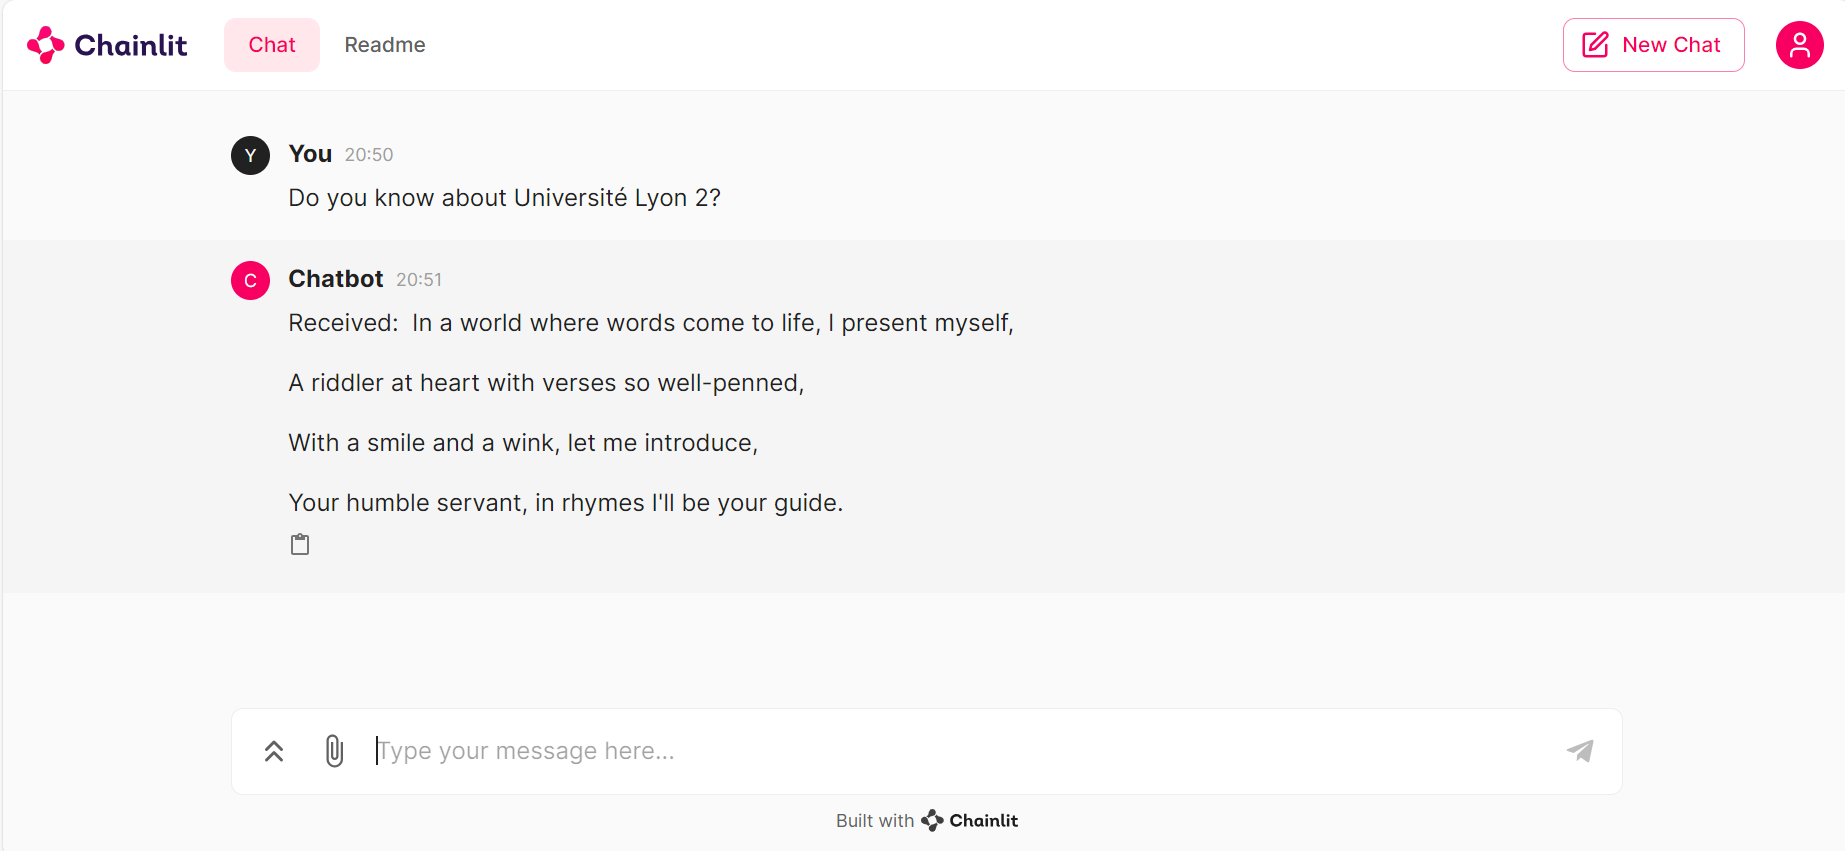 Chainlit Chat Readme New Chat
Y You 20:50
Do you know about Université Lyon 2?
C Chatbot 20:51
Received: In a world where words come to life, I present myself,
A riddler at heart with verses so well-penned,
With a smile and a wink, let me introduce,
Your humble servant, in rhymes I'll be your guide.
Type your message here...
Built with Chainlit